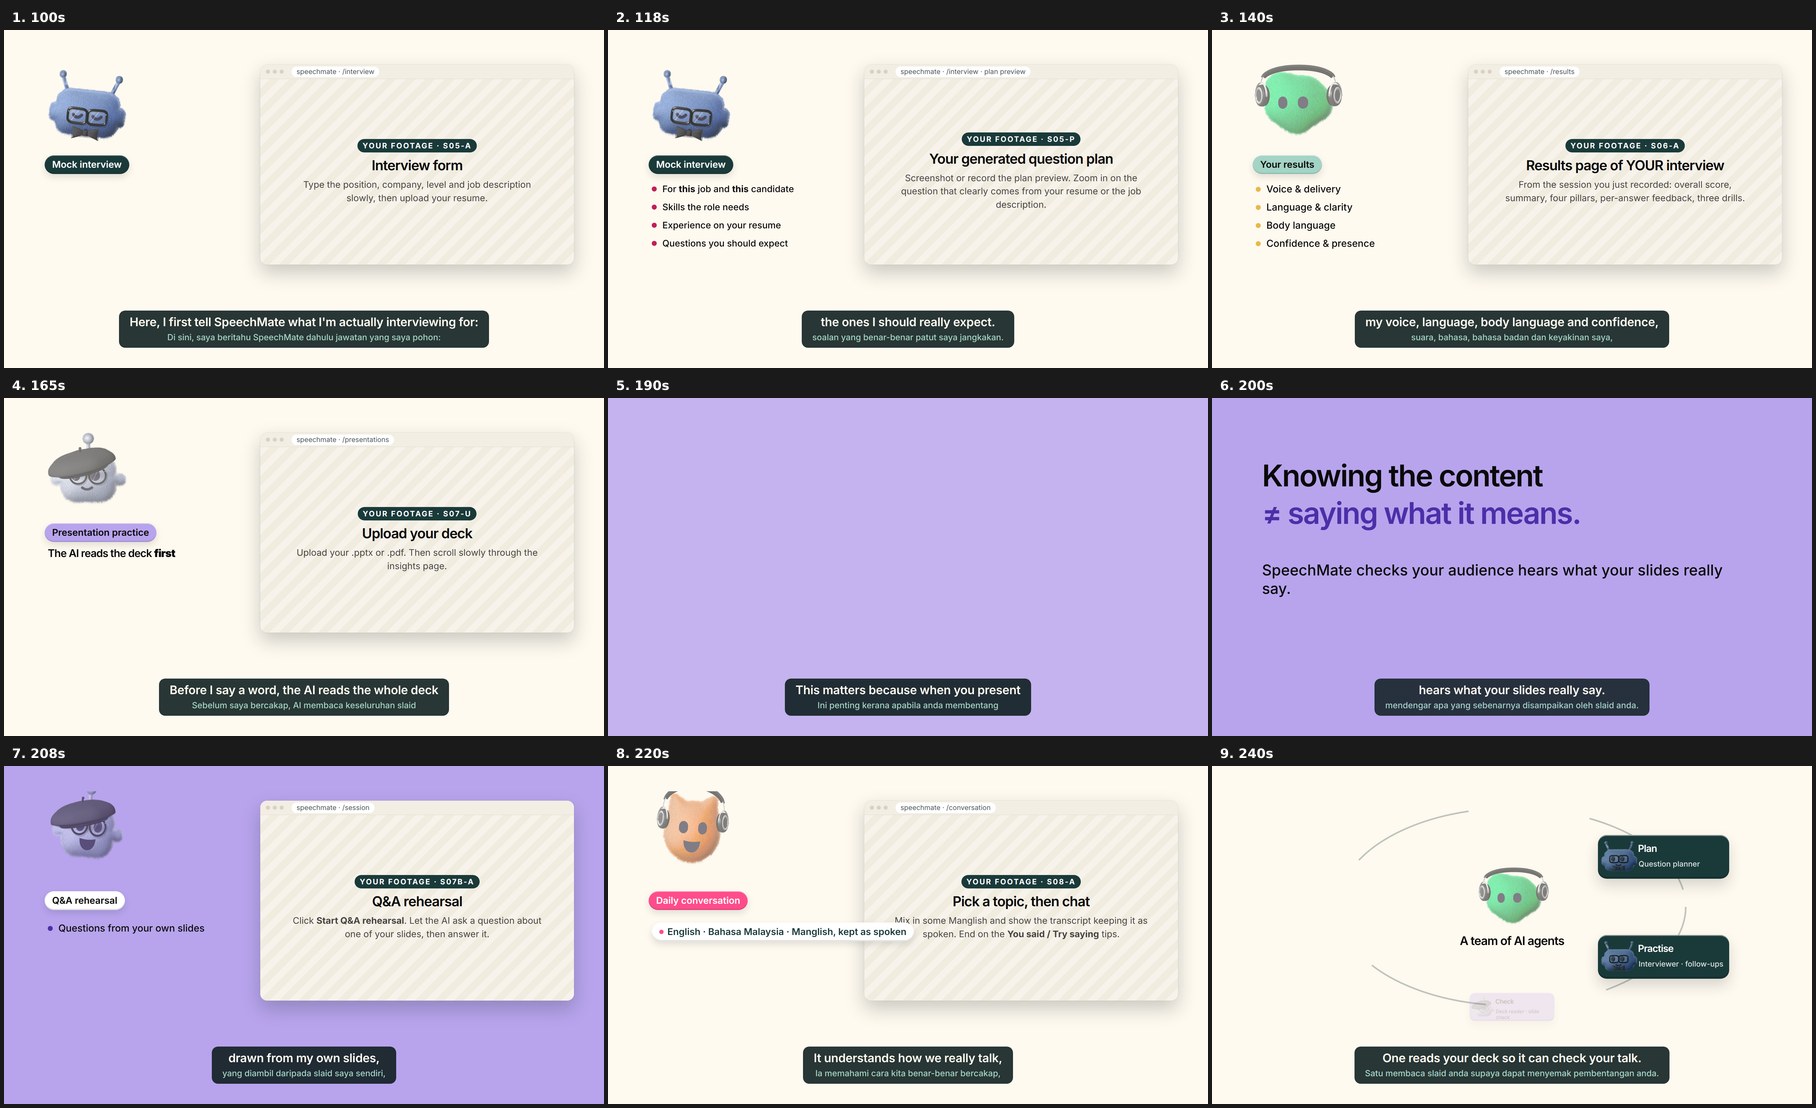 1. 100s
speechmate · /interview
YOUR FOOTAGE · S05-A
Interview form
Type the position, company, level and job description
slowly, then upload your resume.
Mock interview
Here, I first tell SpeechMate what I'm actually interviewing for:
Di sini, saya beritahu SpeechMate dahulu jawatan yang saya pohon:
2. 118s
speechmate · /interview · plan preview
YOUR FOOTAGE · S05-P
Your generated question plan
Screenshot or record the plan preview. Zoom in on the
question that clearly comes from your resume or the job
description.
Mock interview
For this job and this candidate
Skills the role needs
Experience on your resume
Questions you should expect
the ones I should really expect.
soalan yang benar-benar patut saya jangkakan.
3. 140s
speechmate · /results
YOUR FOOTAGE · S06-A
Results page of YOUR interview
From the session you just recorded: overall score,
summary, four pillars, per-answer feedback, three drills.
Your results
Voice & delivery
Language & clarity
Body language
Confidence & presence
my voice, language, body language and confidence,
suara, bahasa, bahasa badan dan keyakinan saya,
4. 165s
speechmate · /presentations
YOUR FOOTAGE · S07-U
Upload your deck
Upload your .pptx or .pdf. Then scroll slowly through the
insights page.
Presentation practice
The AI reads the deck first
Before I say a word, the AI reads the whole deck
Sebelum saya bercakap, AI membaca keseluruhan slaid
5. 190s
This matters because when you present
Ini penting kerana apabila anda membentang
6. 200s
Knowing the content
≠ saying what it means.
SpeechMate checks your audience hears what your slides really
say.
hears what your slides really say.
mendengar apa yang sebenarnya disampaikan oleh slaid anda.
7. 208s
speechmate · /session
YOUR FOOTAGE · S07B-A
Q&A rehearsal
Click Start Q&A rehearsal. Let the AI ask a question about
one of your slides, then answer it.
Q&A rehearsal
Questions from your own slides
drawn from my own slides,
yang diambil daripada slaid saya sendiri,
8. 220s
speechmate · /conversation
YOUR FOOTAGE · S08-A
Pick a topic, then chat
Mix in some Manglish and show the transcript keeping it as
spoken. End on the You said / Try saying tips.
Daily conversation
English · Bahasa Malaysia · Manglish, kept as spoken
It understands how we really talk,
Ia memahami cara kita benar-benar bercakap,
9. 240s
Plan
Question planner
A team of AI agents
Practise
Interviewer · follow-ups
Check
One reads your deck so it can check your talk.
Satu membaca slaid anda supaya dapat menyemak pembentangan anda.